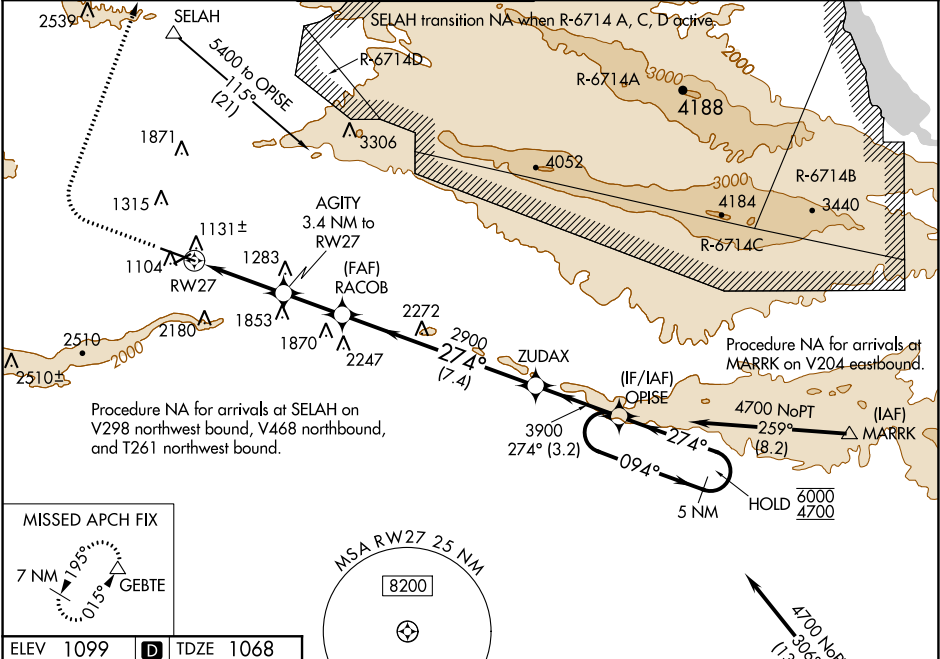 2539
SELAH
SELAH transition NA when R-6714 A, C, D active.
5400 to OPISE
115°
(21)
R-6714D
2000
R-6714A
3000
4188
1871
3306
4052
R-6714B
3000
4184
3440
R-6714C
1315
AGITY
3.4 NM to
RW27
1131±
1104
RW27
1283
(FAF)
RACOB
1853
2180
1870
2247
2272
2900
274°
(7.4)
2510
2000
2510±
ZUDAX
(IF/IAF)
OPISE
Procedure NA for arrivals at
MARRK on V204 eastbound.
4700 NoPT
259°
(8.2)
(IAF)
MARRK
3900
274° (3.2)
274°
094°
5 NM
HOLD
6000
4700
Procedure NA for arrivals at SELAH on
V298 northwest bound, V468 northbound,
and T261 northwest bound.
MISSED APCH FIX
7 NM
195°
015°
GEBTE
MSA RW27 25 NM
8200
4700 NoPT
306°
ELEV 1099
D
TDZE 1068